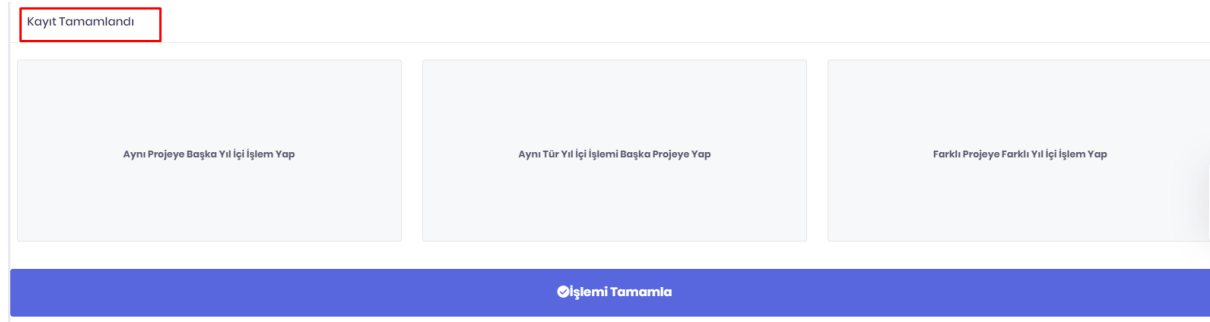 Kayıt Tamamlandı
Aynı Projeye Başka Yıl İçi İşlem Yap
Aynı Tür Yıl İçi İşlemi Başka Projeye Yap
Farklı Projeye Farklı Yıl İçi İşlem Yap
İşlemi Tamamla